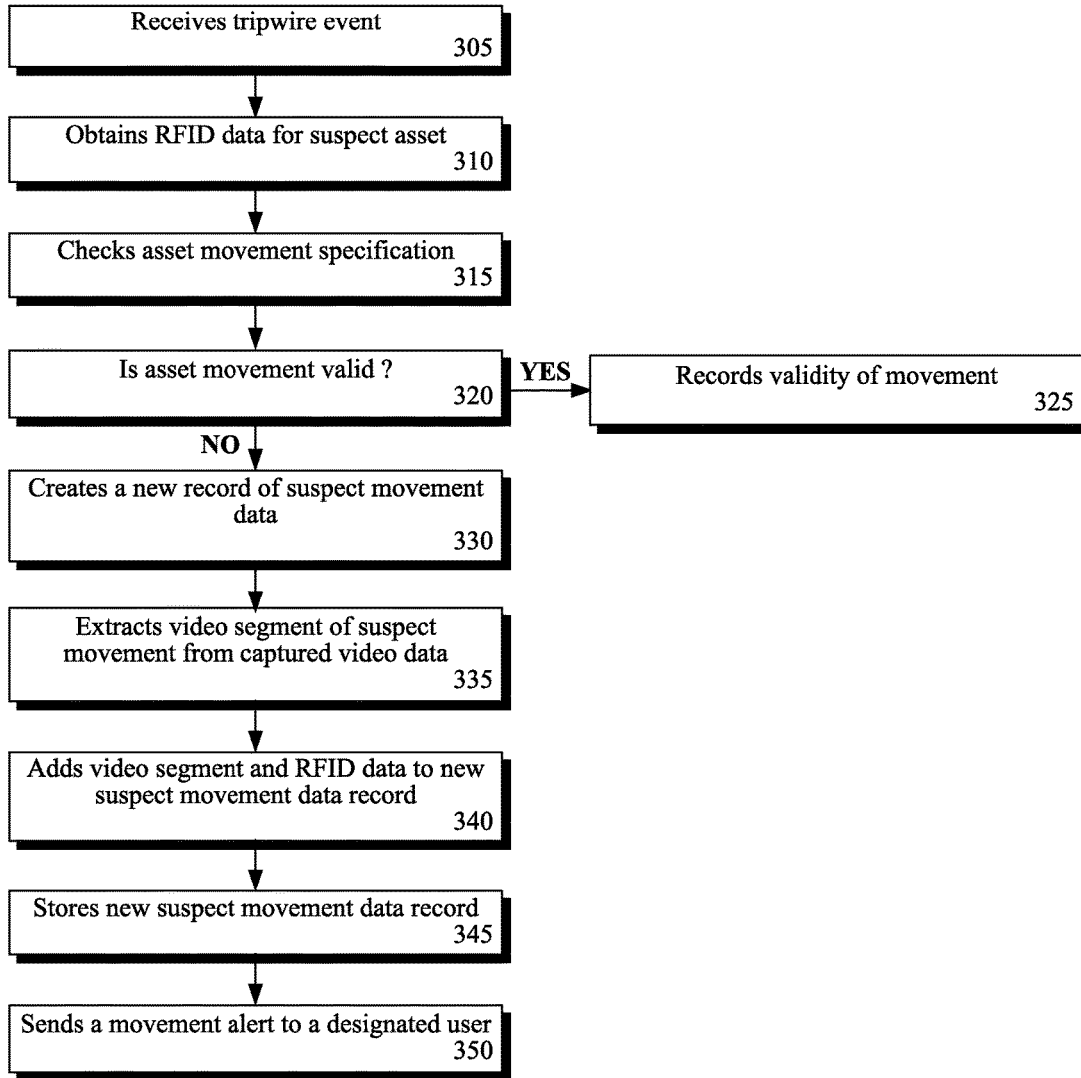 Receives tripwire event
305
Obtains RFID data for suspect asset
310
Checks asset movement specification
315
Is asset movement valid ?
320
YES
Records validity of movement
325
NO
Creates a new record of suspect movement
data
330
Extracts video segment of suspect
movement from captured video data
335
Adds video segment and RFID data to new
suspect movement data record
340
Stores new suspect movement data record
345
Sends a movement alert to a designated user
350